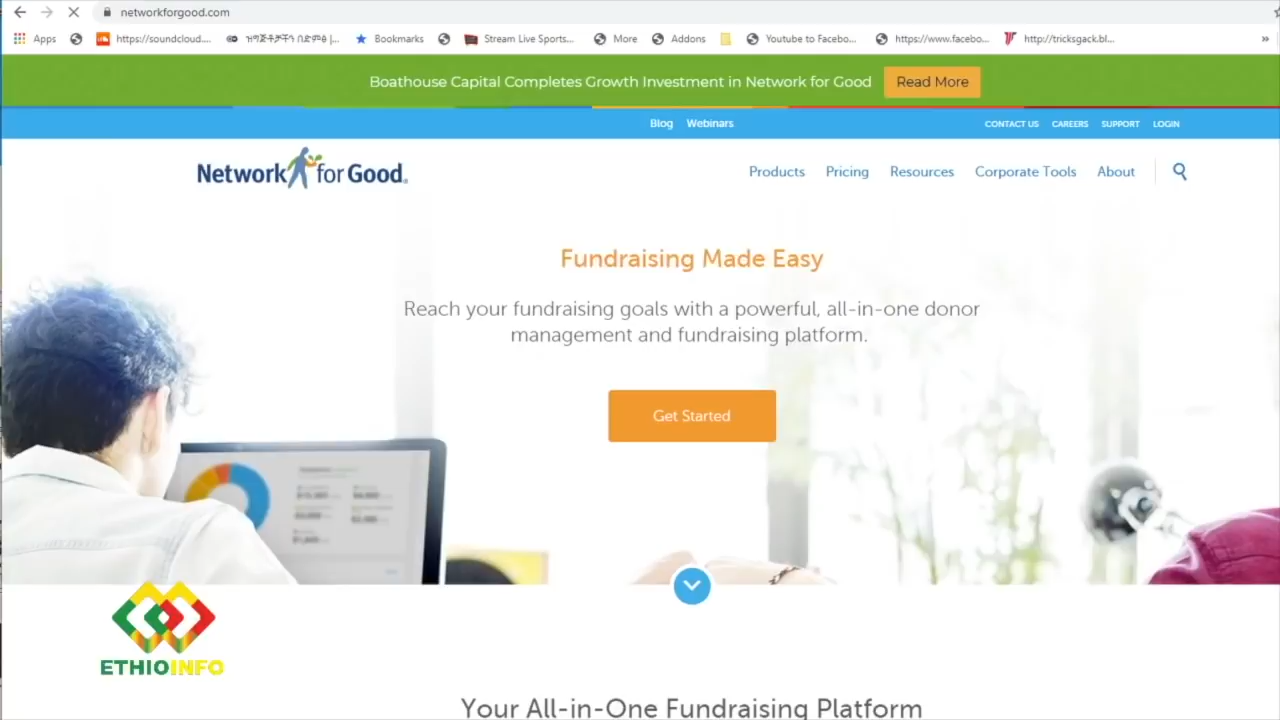 networkforgood.com
Apps
https://soundcloud....
ዝግጅቶቻችን በድምፅ |...
Bookmarks
Stream Live Sports...
More
Addons
Youtube to Facebo...
https://www.facebo...
http://tricksgack.bl...
»
Boathouse Capital Completes Growth Investment in Network for Good
Read More
Blog
Webinars
CONTACT US
CAREERS
SUPPORT
LOGIN
Network for Good.
Products
Pricing
Resources
Corporate Tools
About
Fundraising Made Easy
Reach your fundraising goals with a powerful, all-in-one donor
management and fundraising platform.
Get Started
ETHIOINFO
Your All-in-One Fundraising Platform